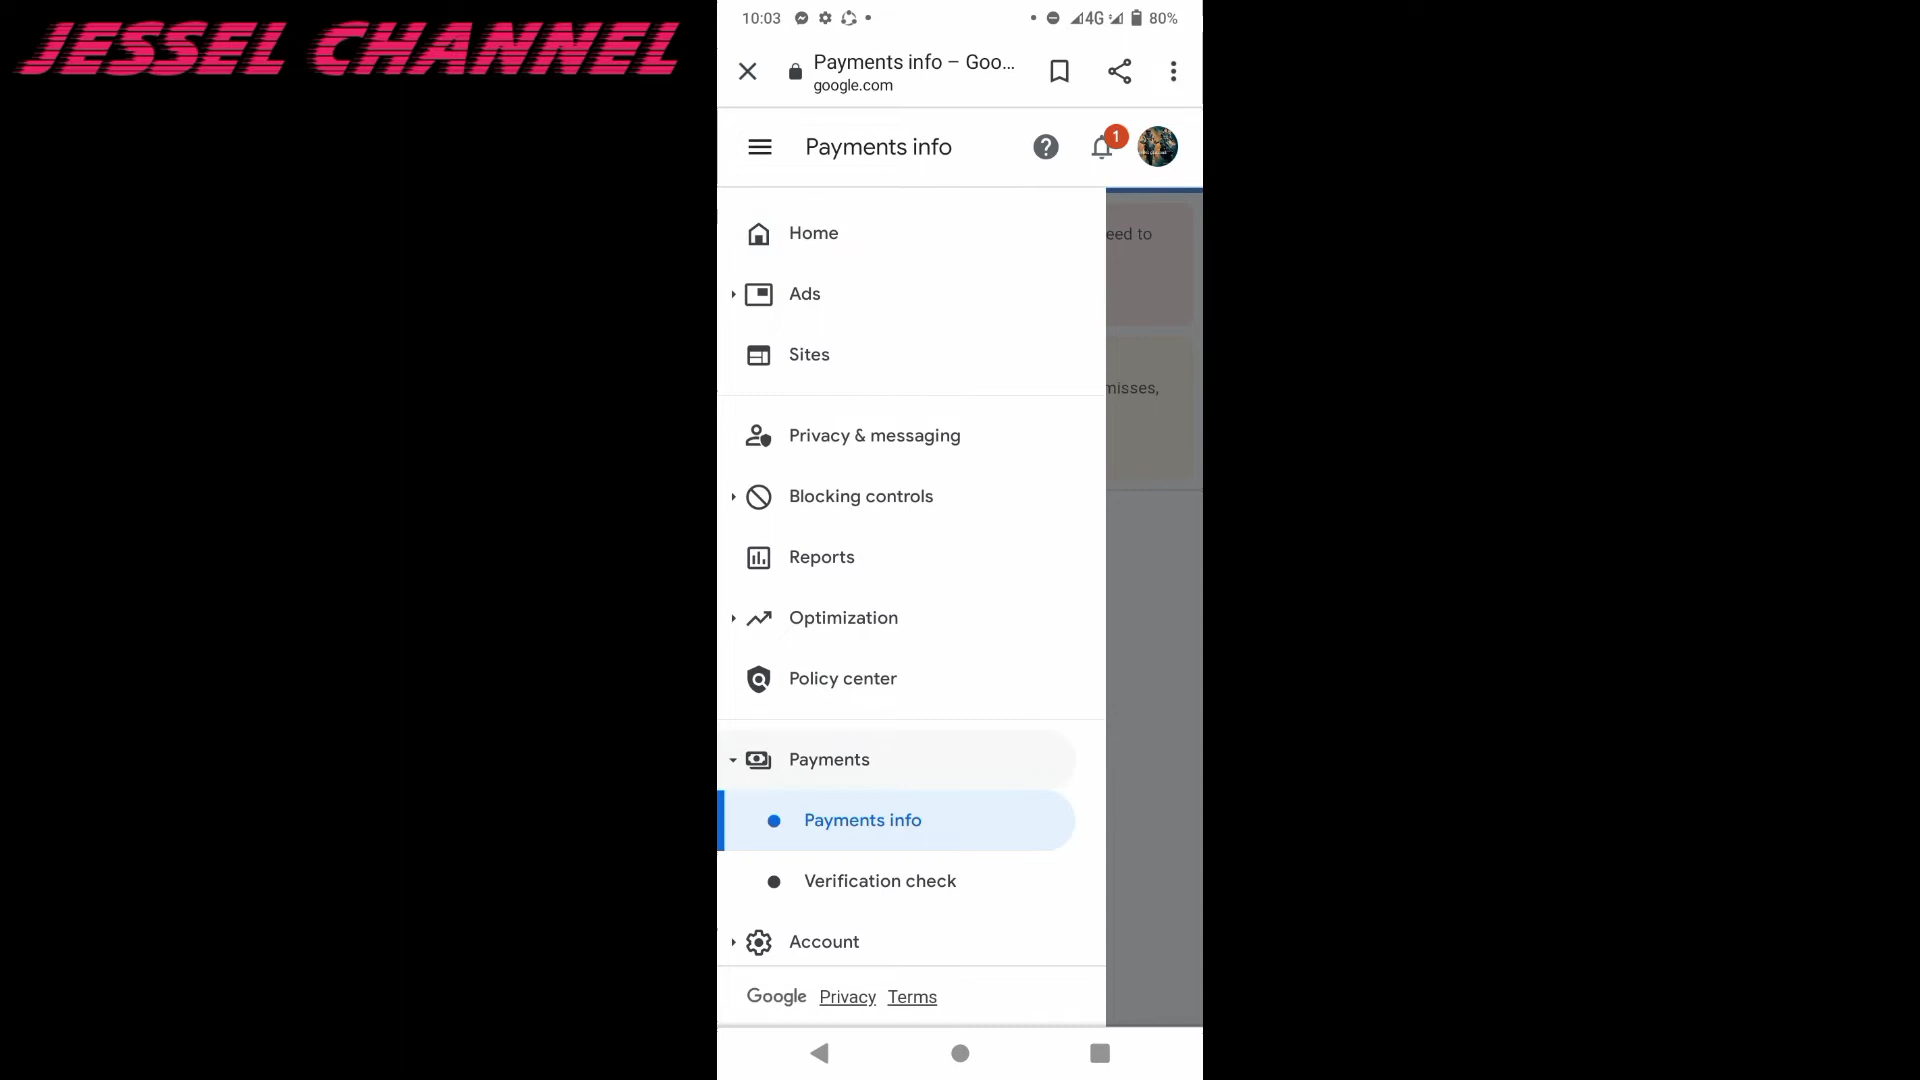 JESSEL CHANNEL
10:03
4G
80%
Payments info – Goo...
google.com
Payments info
1
Home
eed to
Ads
Sites
misses,
Privacy & messaging
Blocking controls
Reports
Optimization
Policy center
Payments
Payments info
Verification check
Account
Google Privacy Terms